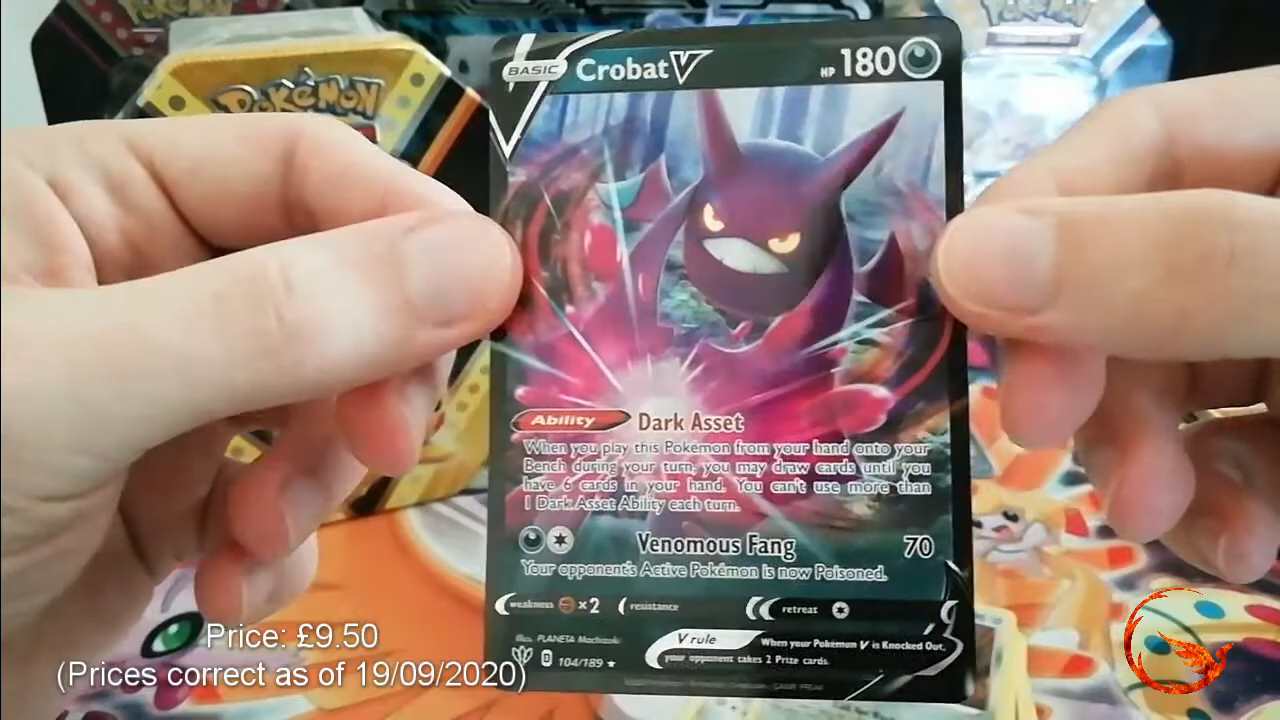 POKÉMON
POKÉMON
BASIC
Crobat V
HP 180
Ability Dark Asset
When you play this Pokémon from your hand onto your
Bench during your turn, you may draw cards until you
have 6 cards in your hand. You can't use more than
1 Dark Asset Ability each turn.
Venomous Fang 70
Your opponent's Active Pokémon is now Poisoned.
weakness ×2 resistance retreat
Illus. PLANETA Mochizuki
V rule When your Pokémon V is Knocked Out,
your opponent takes 2 Prize cards.
D 104/189 ★
Price: £9.50
(Prices correct as of 19/09/2020)